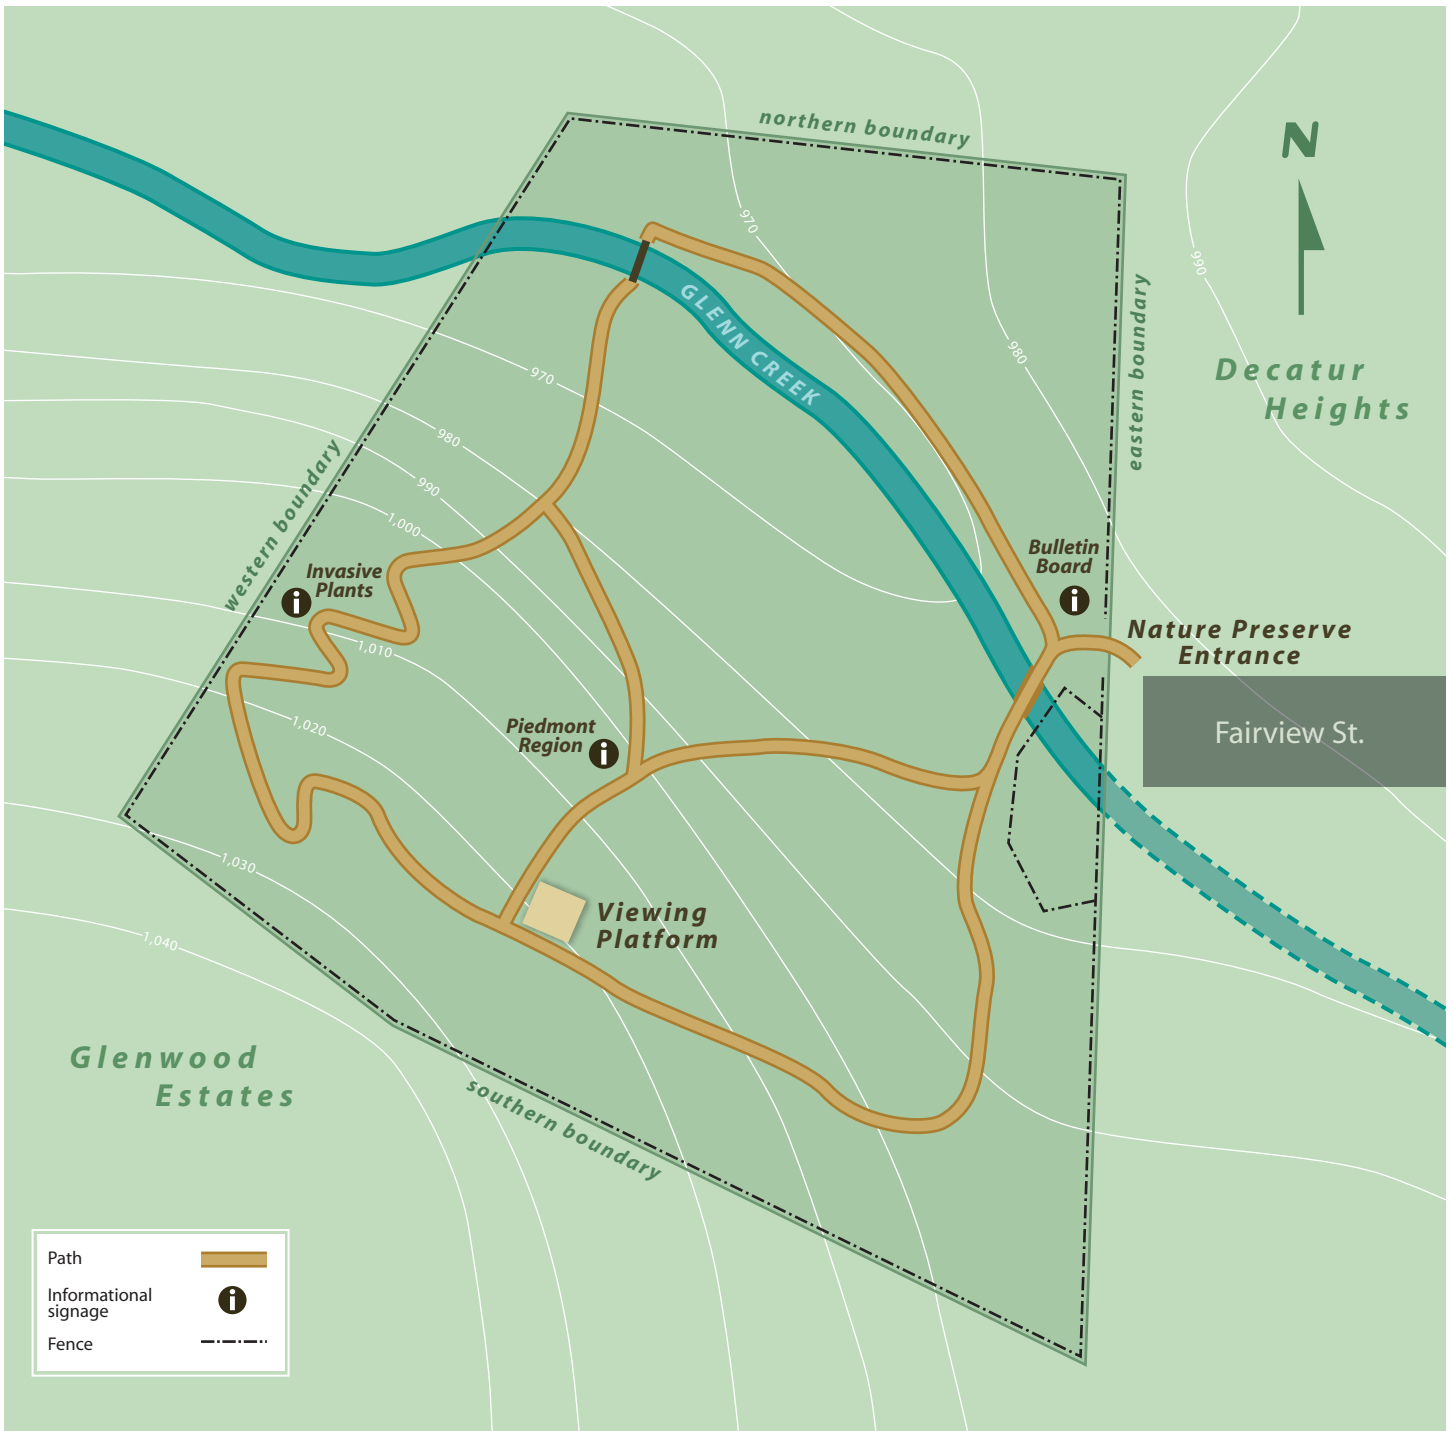 northern boundary
N
970
990
eastern boundary
GLENN CREEK
980
Decatur
Heights
970
980
western boundary
990
1,000
Bulletin
Board
Invasive
Plants
Nature Preserve
Entrance
1,010
Piedmont
Region
1,020
Fairview St.
1,030
Viewing
Platform
1,040
Glenwood
Estates
southern boundary
Path
Informational
signage
Fence